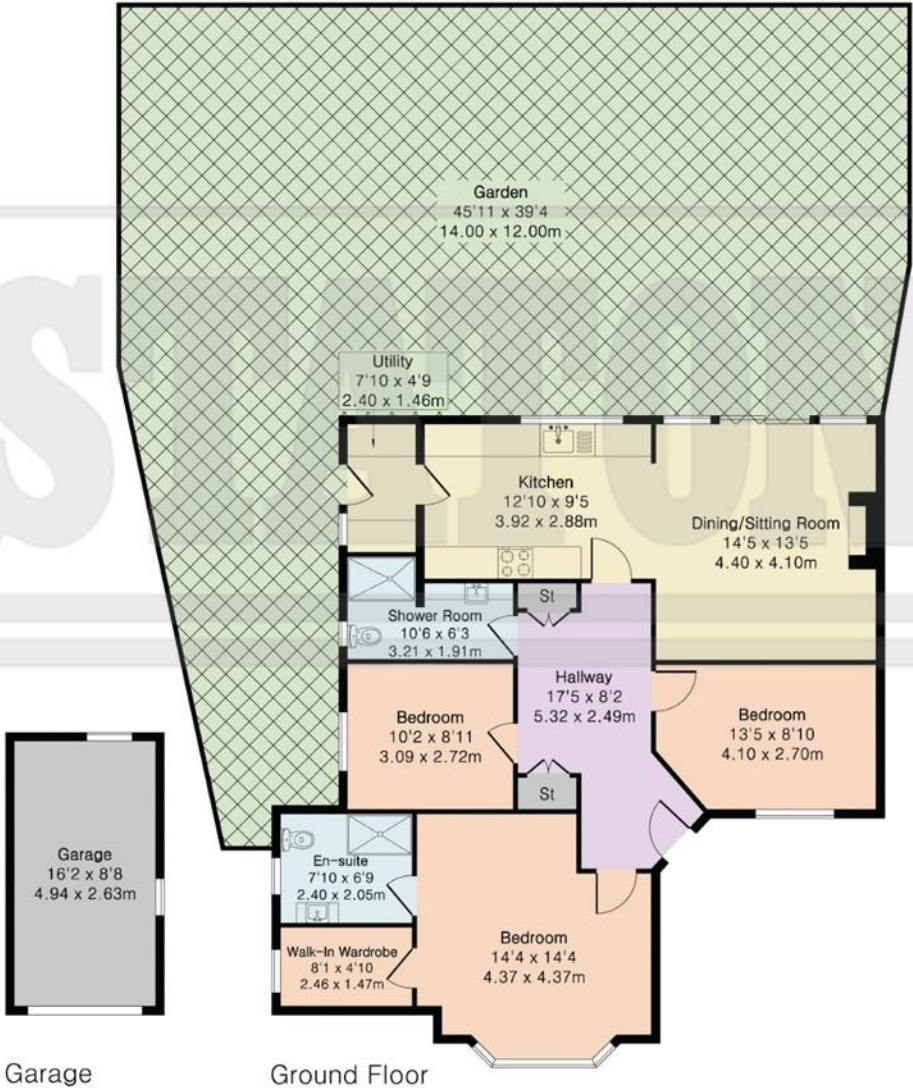 Garden
45'11 x 39'4
14.00 x 12.00m
Utility
7'10 x 4'9
2.40 x 1.46m
Kitchen
12'10 x 9'5
3.92 x 2.88m
Dining/Sitting Room
14'5 x 13'5
4.40 x 4.10m
St
Shower Room
10'6 x 6'3
3.21 x 1.91m
Hallway
17'5 x 8'2
5.32 x 2.49m
Bedroom
10'2 x 8'11
3.09 x 2.72m
Bedroom
13'5 x 8'10
4.10 x 2.70m
St
Garage
16'2 x 8'8
4.94 x 2.63m
En-suite
7'10 x 6'9
2.40 x 2.05m
Walk-In Wardrobe
8'1 x 4'10
2.46 x 1.47m
Bedroom
14'4 x 14'4
4.37 x 4.37m
Garage
Ground Floor